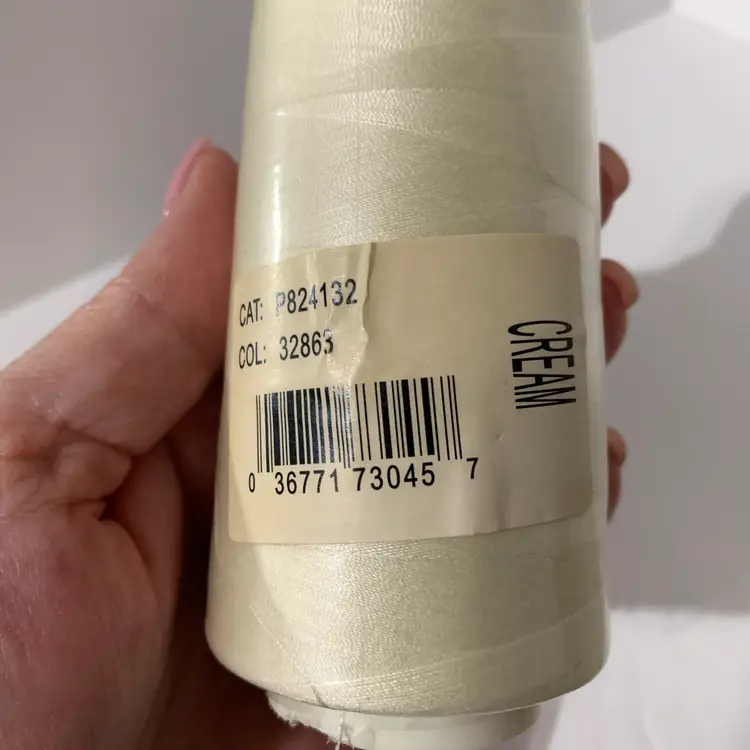 CAT: P824132
COL: 32863
CREAM
0 36771 73045 7